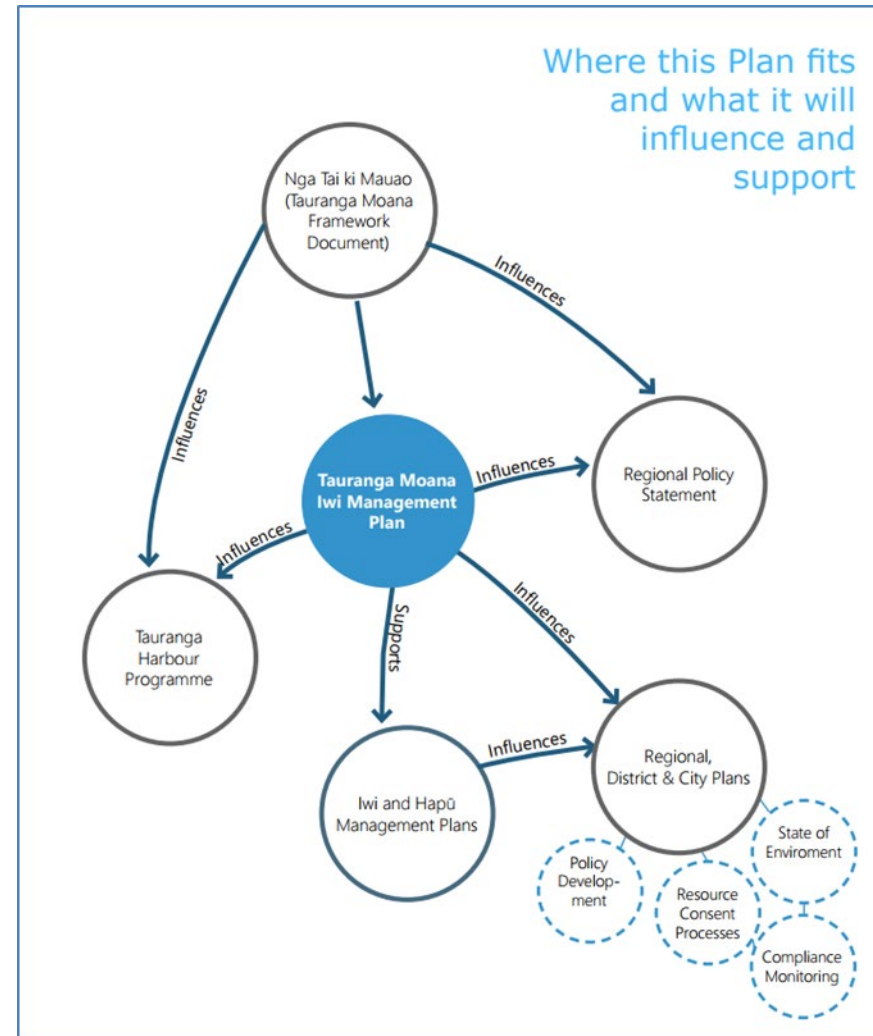 Where this Plan fits
and what it will
influence and
support
Nga Tai ki Mauao
(Tauranga Moana
Framework
Document)
Influences
Influences
Tauranga Moana
Iwi Management
Plan
Influences
Regional Policy
Statement
Influences
Tauranga
Harbour
Programme
Supports
Influences
Iwi and Hapū
Management Plans
Influences
Regional,
District & City Plans
Policy
Develop-
ment
Resource
Consent
Processes
State of
Enviroment
Compliance
Monitoring